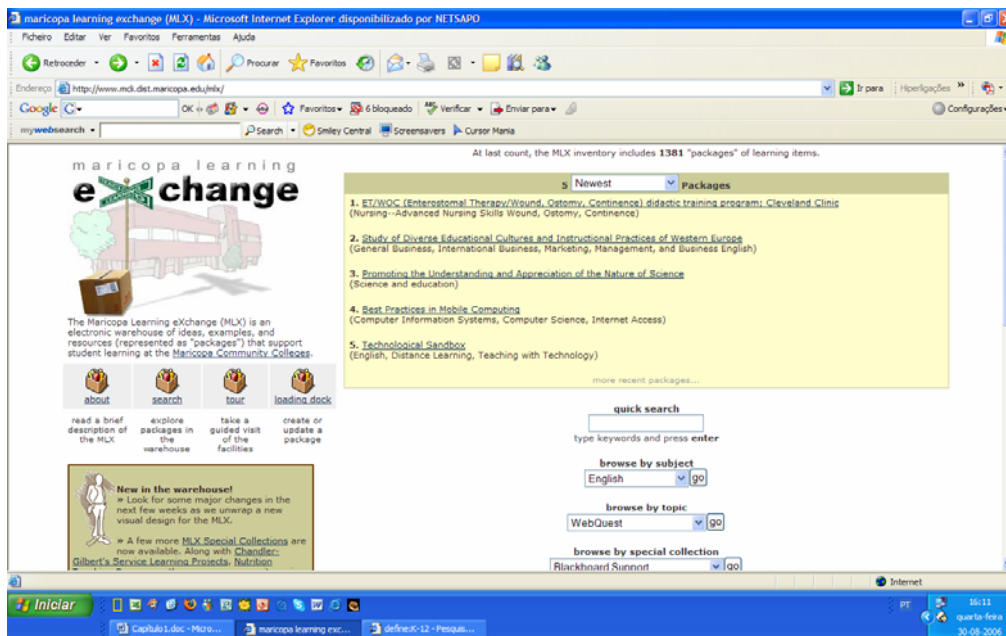 maricopa learning exchange (MLX) - Microsoft Internet Explorer disponibilizado por NETSAPO
Ficheiro Editar Ver Favoritos Ferramentas Ajuda
Retroceder Procurar Favoritos
Endereço http://www.mcli.dist.maricopa.edu/mlx/ Ir para Hiperligações »
Google G OK Favoritos 6 bloqueado Verificar Enviar para Configurações
mywebsearch Search Smiley Central Screensavers Cursor Mania
maricopa learning
exchange
The Maricopa Learning eXchange (MLX) is an
electronic warehouse of ideas, examples, and
resources (represented as "packages") that support
student learning at the Maricopa Community Colleges.
about search tour loading dock
read a brief description of the MLX
explore packages in the warehouse
take a guided visit of the facilities
create or update a package
New in the warehouse!
» Look for some major changes in the
next few weeks as we unwrap a new
visual design for the MLX.
» A few more MLX Special Collections are
now available. Along with Chandler-
Gilbert's Service Learning Projects, Nutrition
At last count, the MLX inventory includes 1381 "packages" of learning items.
5 Newest Packages
1. ET/WOC (Enterostomal Therapy/Wound, Ostomy, Continence) didactic training program; Cleveland Clinic
(Nursing--Advanced Nursing Skills Wound, Ostomy, Continence)
2. Study of Diverse Educational Cultures and Instructional Practices of Western Europe
(General Business, International Business, Marketing, Management, and Business English)
3. Promoting the Understanding and Appreciation of the Nature of Science
(Science and education)
4. Best Practices in Mobile Computing
(Computer Information Systems, Computer Science, Internet Access)
5. Technological Sandbox
(English, Distance Learning, Teaching with Technology)
more recent packages...
quick search
type keywords and press enter
browse by subject
English go
browse by topic
WebQuest go
browse by special collection
Blackboard Support go
Internet
Iniciar PT 16:11
quarta-feira
Capítulo1.doc - Micro... maricopa learning exc... define:K-12 - Pesquis... 30-08-2006